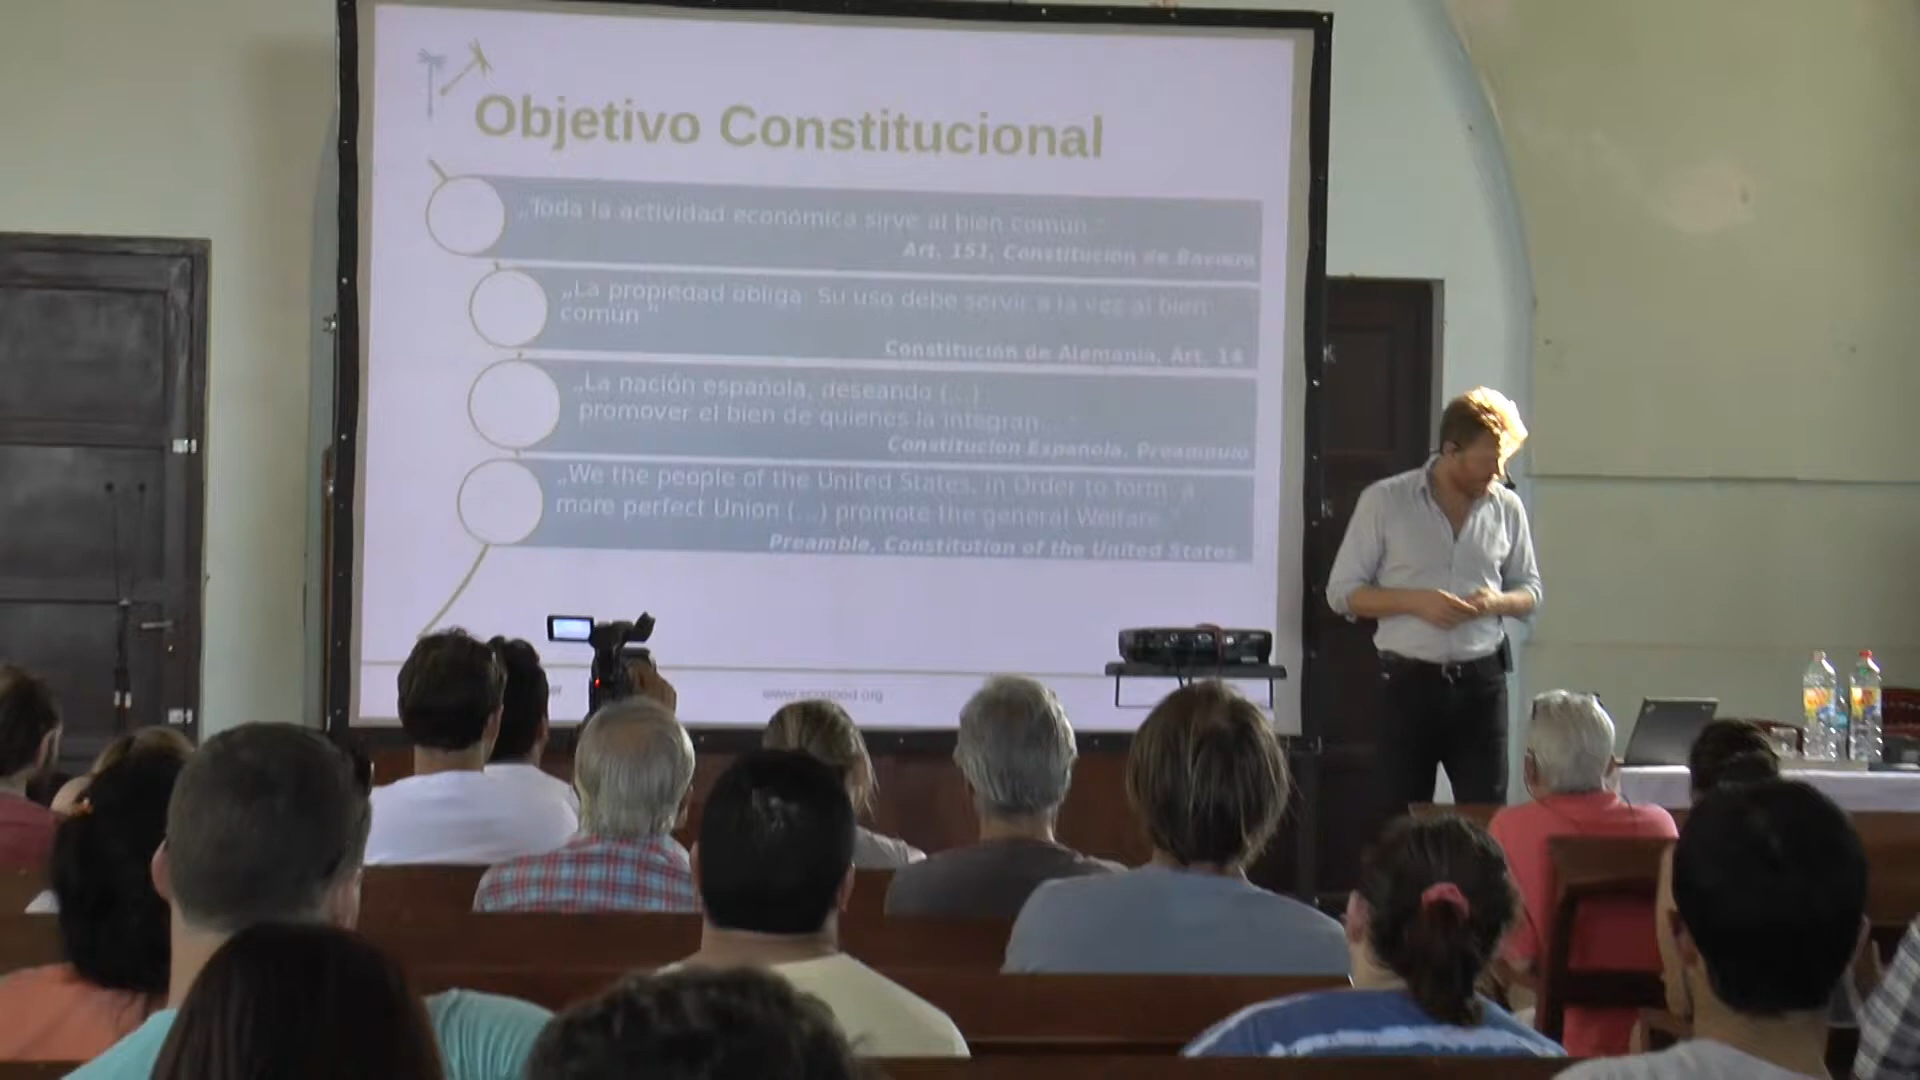 Objetivo Constitucional
„Toda la actividad económica sirve al bien común.“
Art. 151, Constitución de Baviera
„La propiedad obliga. Su uso debe servir a la vez al bien
común.“
Constitución de Alemania, Art. 14
„La nación española, deseando (...)
promover el bien de quienes la integran...“
Constitución Española, Preámbulo
„We the people of the United States, in Order to form a
more perfect Union (...) promote the general Welfare.“
Preamble, Constitution of the United States
www.ecogood.org